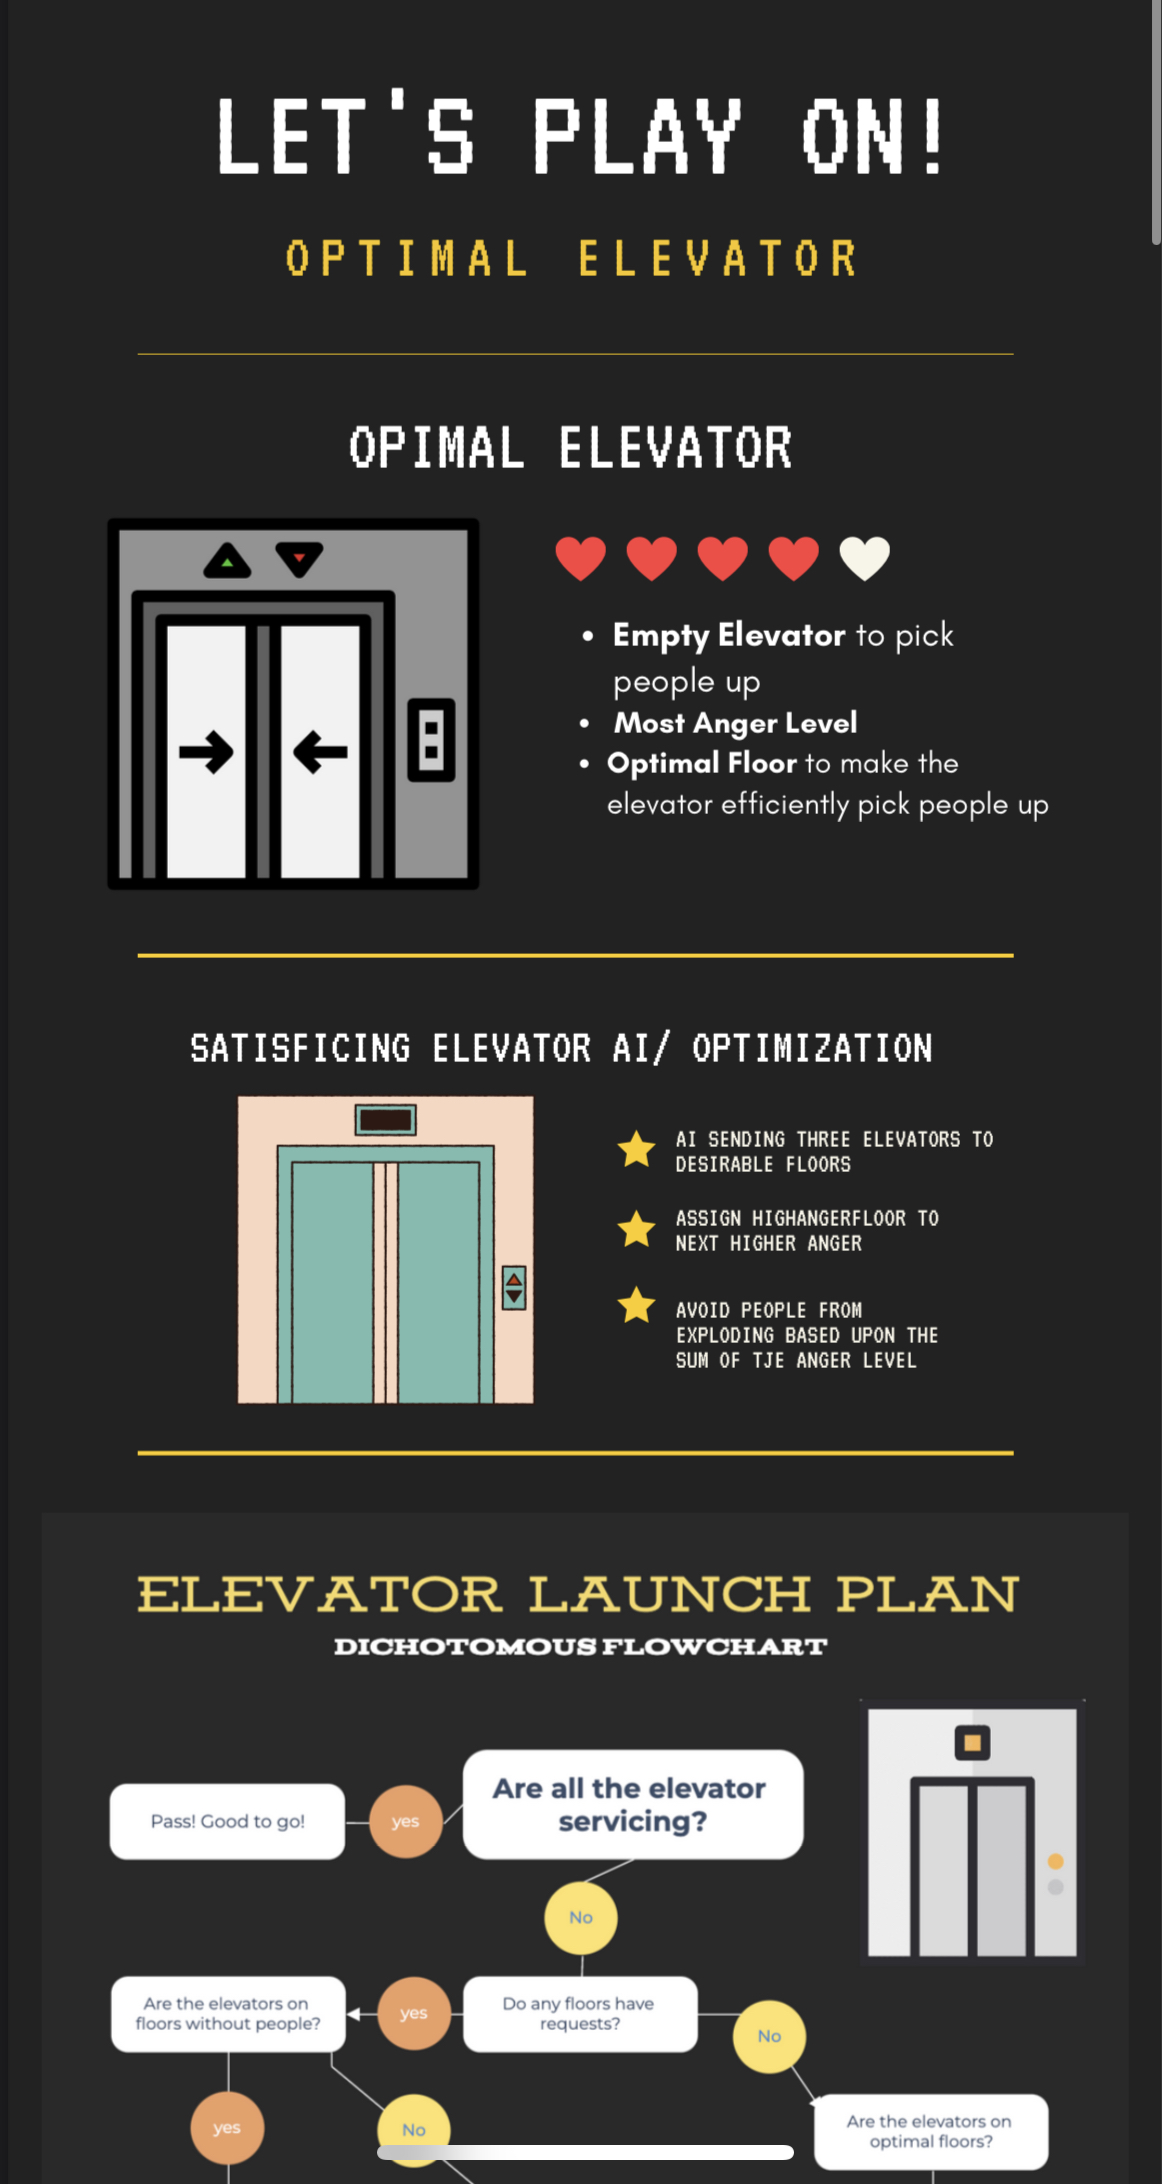 LET'S PLAY ON!
OPTIMAL ELEVATOR
OPIMAL ELEVATOR
• Empty Elevator to pick
people up
• Most Anger Level
• Optimal Floor to make the
elevator efficiently pick people up
SATISFICING ELEVATOR AI/ OPTIMIZATION
AI SENDING THREE ELEVATORS TO
DESIRABLE FLOORS
ASSIGN HIGHANGERFLOOR TO
NEXT HIGHER ANGER
AVOID PEOPLE FROM
EXPLODING BASED UPON THE
SUM OF TJE ANGER LEVEL
ELEVATOR LAUNCH PLAN
DICHOTOMOUS FLOWCHART
Are all the elevator
servicing?
yes
Pass! Good to go!
No
Do any floors have
requests?
yes
Are the elevators on
floors without people?
No
Are the elevators on
optimal floors?
yes
No